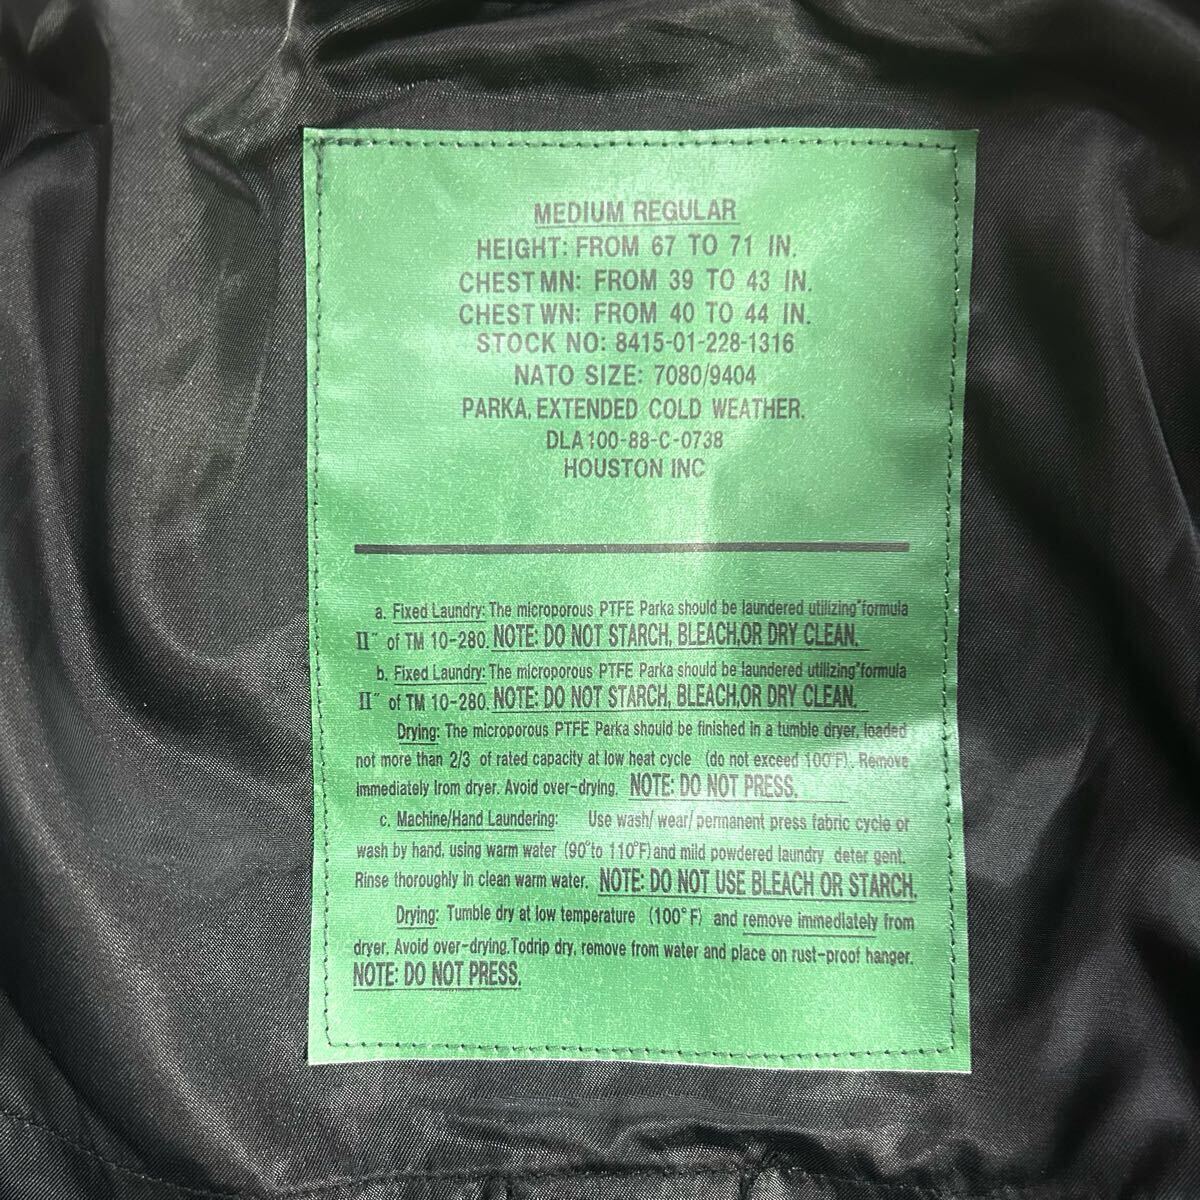 MEDIUM REGULAR
HEIGHT: FROM 67 TO 71 IN.
CHEST MN: FROM 39 TO 43 IN.
CHEST WN: FROM 40 TO 44 IN.
STOCK NO: 8415-01-228-1316
NATO SIZE: 7080/9404
PARKA, EXTENDED COLD WEATHER.
DLA100-88-C-0738
HOUSTON INC
a. Fixed Laundry: The microporous PTFE Parka should be laundered utilizing"formula
II" of TM 10-280. NOTE: DO NOT STARCH, BLEACH,OR DRY CLEAN.
b. Fixed Laundry: The microporous PTFE Parka should be laundered utilizing"formula
II" of TM 10-280. NOTE: DO NOT STARCH, BLEACH,OR DRY CLEAN.
Drying: The microporous PTFE Parka should be finished in a tumble dryer, loaded
not more than 2/3 of rated capacity at low heat cycle (do not exceed 100°F). Remove
immediately Irom dryer. Avoid over-drying. NOTE: DO NOT PRESS.
c. Machine/Hand Laundering: Use wash/wear/permanent press fabric cycle or
wash by hand, using warm water (90°to 110°F)and mild powdered laundry deter gent.
Rinse thoroughly in clean warm water. NOTE: DO NOT USE BLEACH OR STARCH.
Drying: Tumble dry at low temperature (100°F) and remove immediately from
dryer. Avoid over-drying.Todrip dry, remove from water and place on rust-proof hanger.
NOTE: DO NOT PRESS.